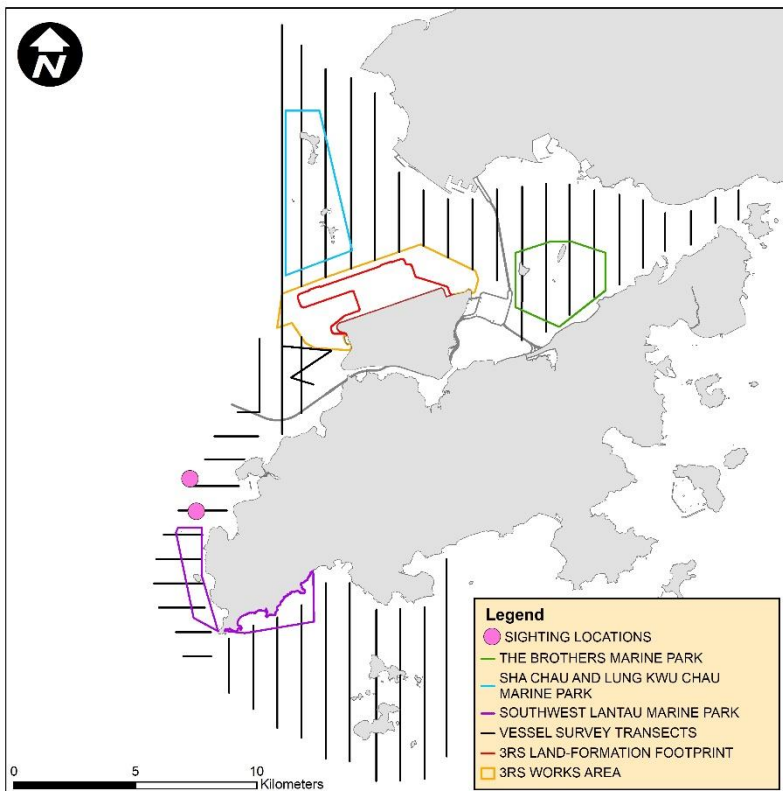 N
Legend
SIGHTING LOCATIONS
THE BROTHERS MARINE PARK
SHA CHAU AND LUNG KWU CHAU
MARINE PARK
SOUTHWEST LANTAU MARINE PARK
VESSEL SURVEY TRANSECTS
3RS LAND-FORMATION FOOTPRINT
3RS WORKS AREA
0 5 10
Kilometers